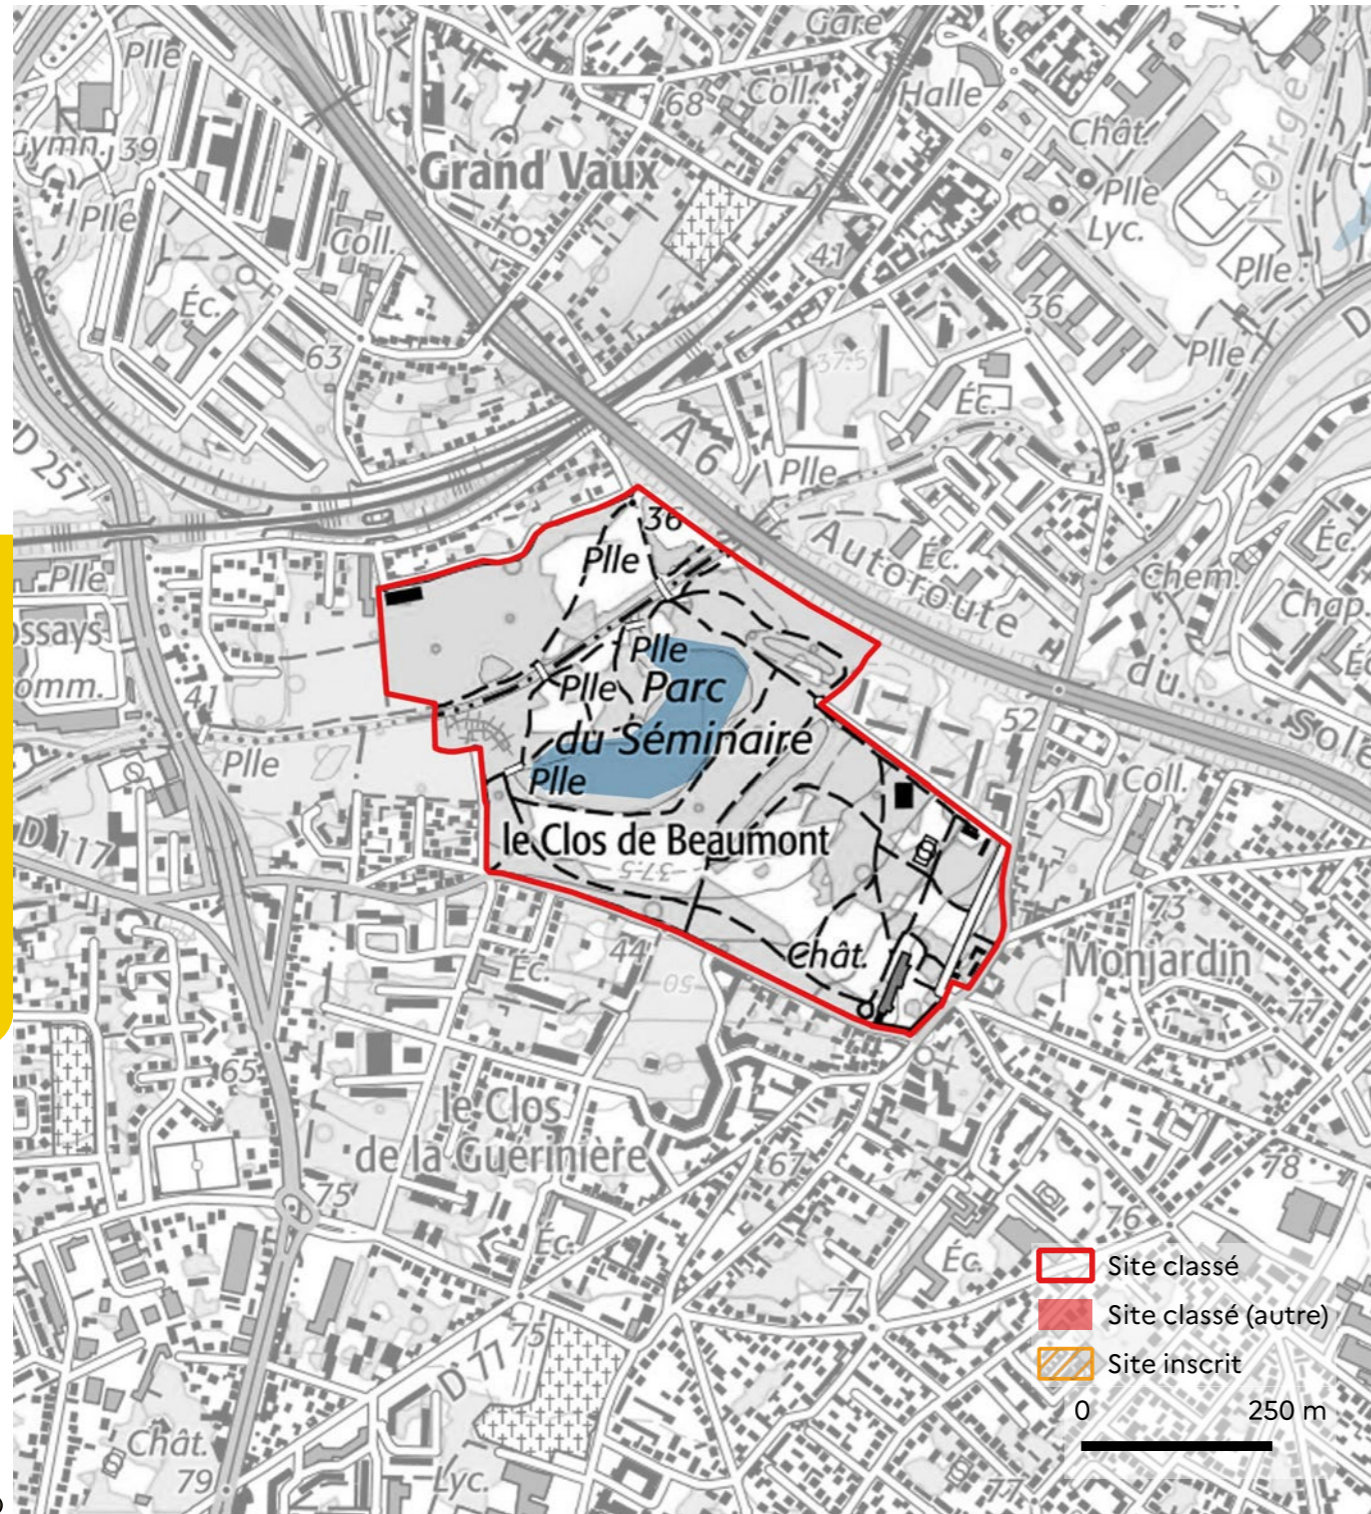 Plle
Gare
68
Coll.
Halle
Chât.
Gymn.
39
Grand Vaux
Plle
Lyc.
l'Orge
Plle
Coll.
41
Plle
Éc.
36
63
37.5
Plle
D 257
A 6
Éc.
Plle
36
Autoroute
Éc.
Éc.
Plle
Plle
Chem.
Chap.
ossays
omm.
Plle
Plle
Parc
du Séminaire
du
Sole
41
52
Plle
Plle
Coll.
D 117
le Clos de Beaumont
37.5
73
44
Chât.
Monjardin
Éc.
50
77
65
le Clos
de la Guérinière
67
78
75
76
Éc.
Éc.
Site classé
77
Site classé (autre)
75
Site inscrit
D 77
0
250 m
Chât.
79
Lyc.
77